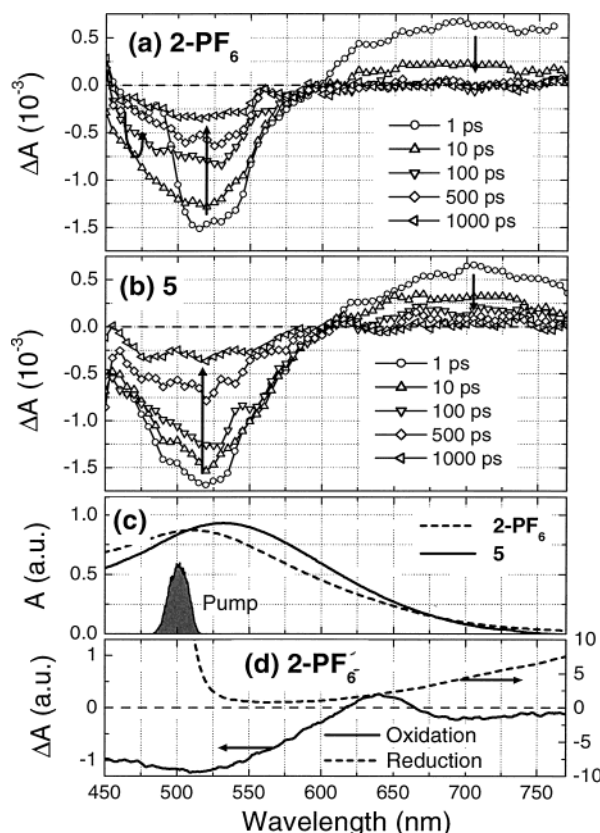 (a) 2-PF6
0.5
0.0
-0.5
-1.0
-1.5
ΔA (10-3)
1 ps
10 ps
100 ps
500 ps
1000 ps
(b) 5
0.5
0.0
-0.5
-1.0
-1.5
ΔA (10-3)
1 ps
10 ps
100 ps
500 ps
1000 ps
(c)
1.0
0.5
0.0
A (a.u.)
2-PF6
5
Pump
(d) 2-PF6
1
0
-1
ΔA (a.u.)
10
5
0
-5
-10
Oxidation
Reduction
450 500 550 600 650 700 750
Wavelength (nm)